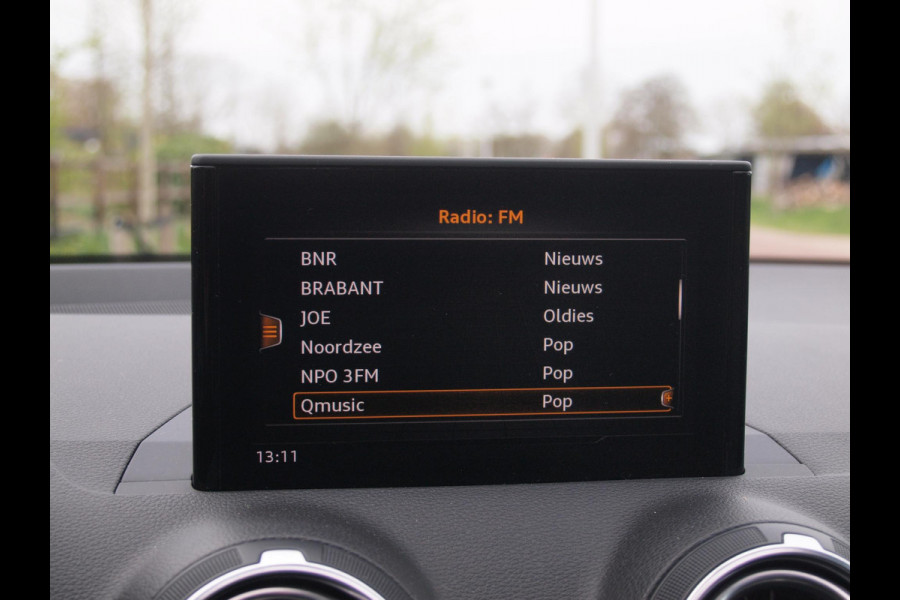 Radio: FM
BNR Nieuws
BRABANT Nieuws
JOE Oldies
Noordzee Pop
NPO 3FM Pop
Qmusic Pop
13:11